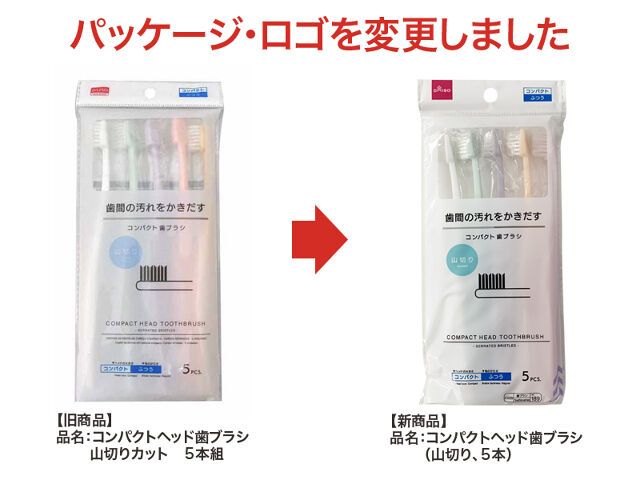 パッケージ・ロゴを変更しました
DAISO
コンパクト
ふつう
歯間の汚れをかきだす
コンパクト歯ブラシ
山切り
COMPACT HEAD TOOTHBRUSH
- SERRATED BRISTLES -
コンパクト
ふつう
5PCS.
DAISO
コンパクト
ふつう
歯間の汚れをかきだす
コンパクト歯ブラシ
山切り
COMPACT HEAD TOOTHBRUSH
- SERRATED BRISTLES -
コンパクト
ふつう
5PCS.
【旧商品】
品名:コンパクトヘッド歯ブラシ
山切りカット 5本組
【新商品】
品名:コンパクトヘッド歯ブラシ
(山切り、5本)